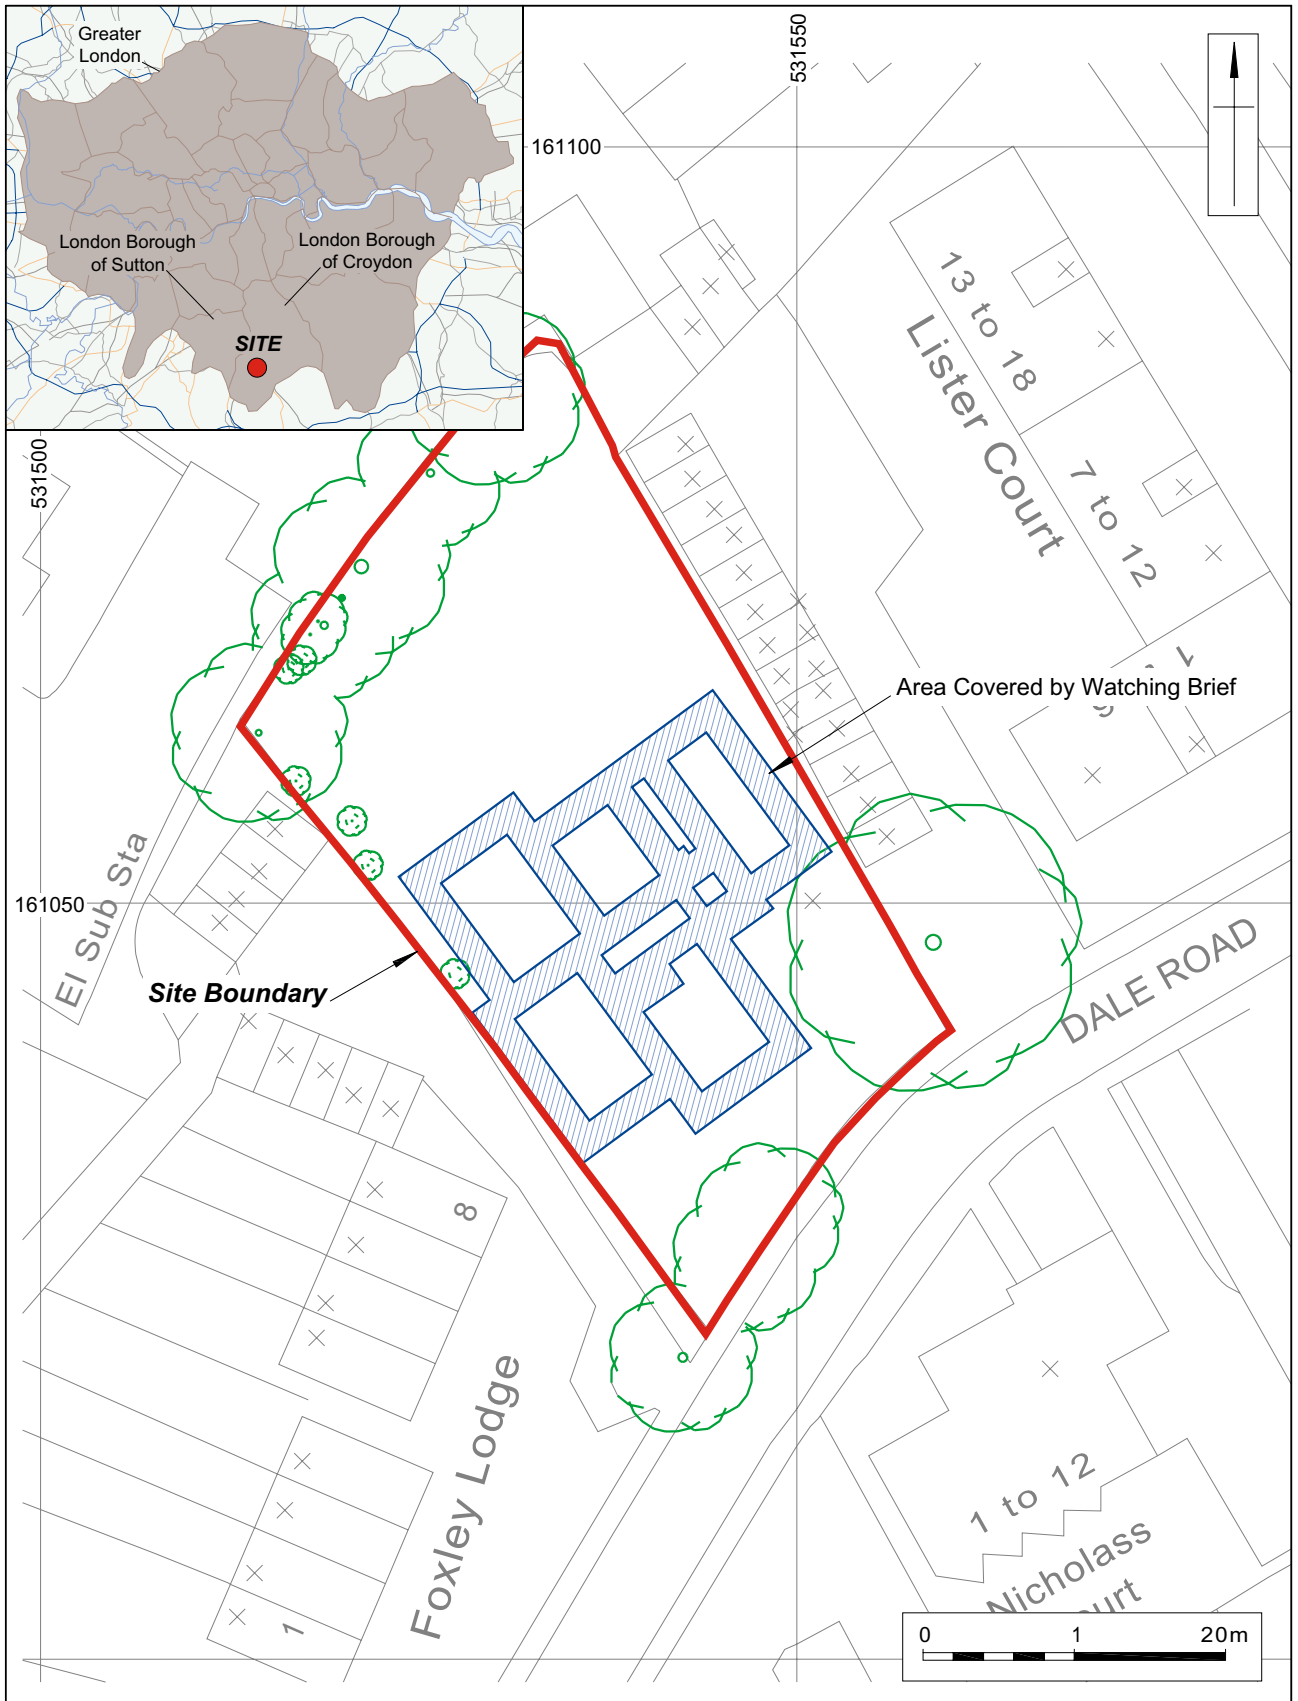 Greater
London
London Borough
of Sutton
London Borough
of Croydon
SITE
531550
161100
531500
13 to 18
Lister Court
7 to 12
Area Covered by Watching Brief
161050
El Sub Sta
Site Boundary
DALE ROAD
8
Foxley Lodge
1
1 to 12
Nicholass
0 1 20m